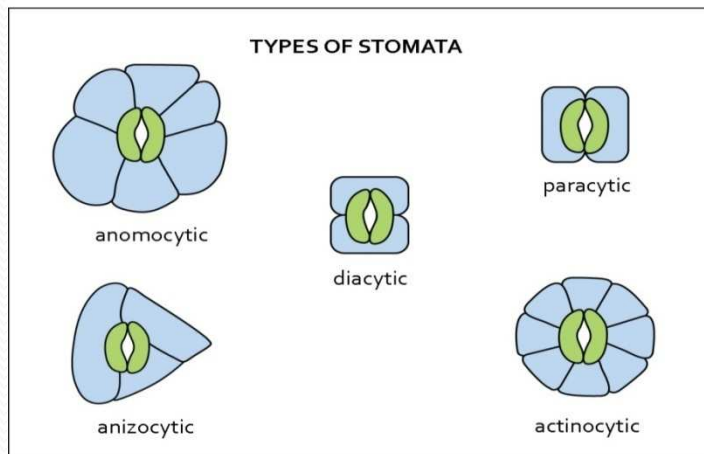 TYPES OF STOMATA
anomocytic
paracytic
diacytic
anizocytic
actinocytic